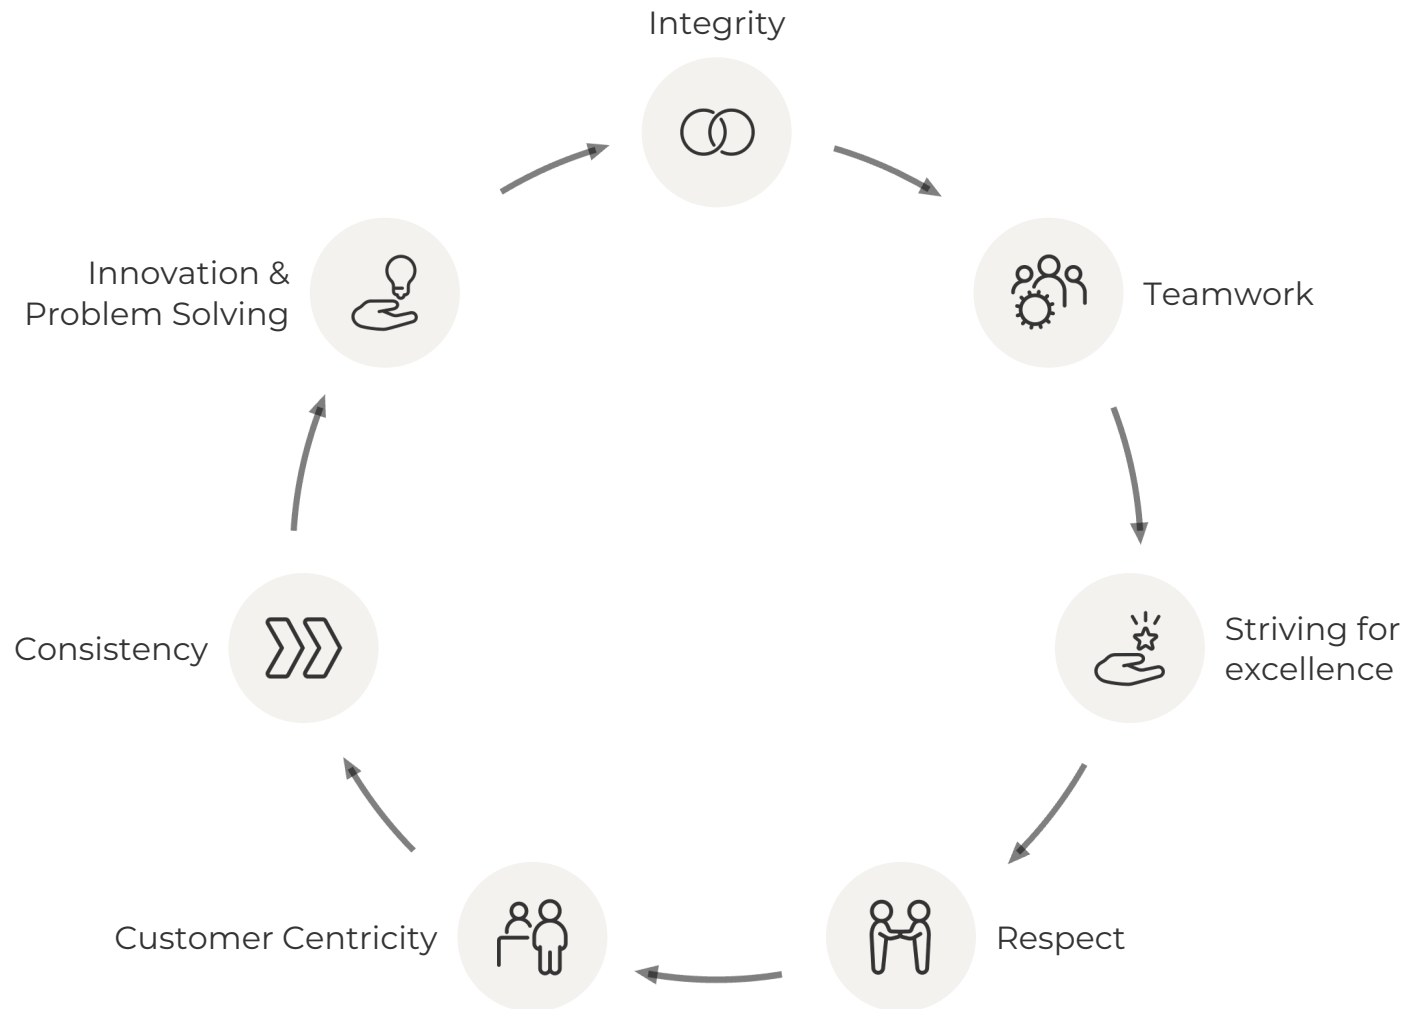 Integrity
Teamwork
Striving for
excellence
Respect
Customer Centricity
Consistency
Innovation &
Problem Solving